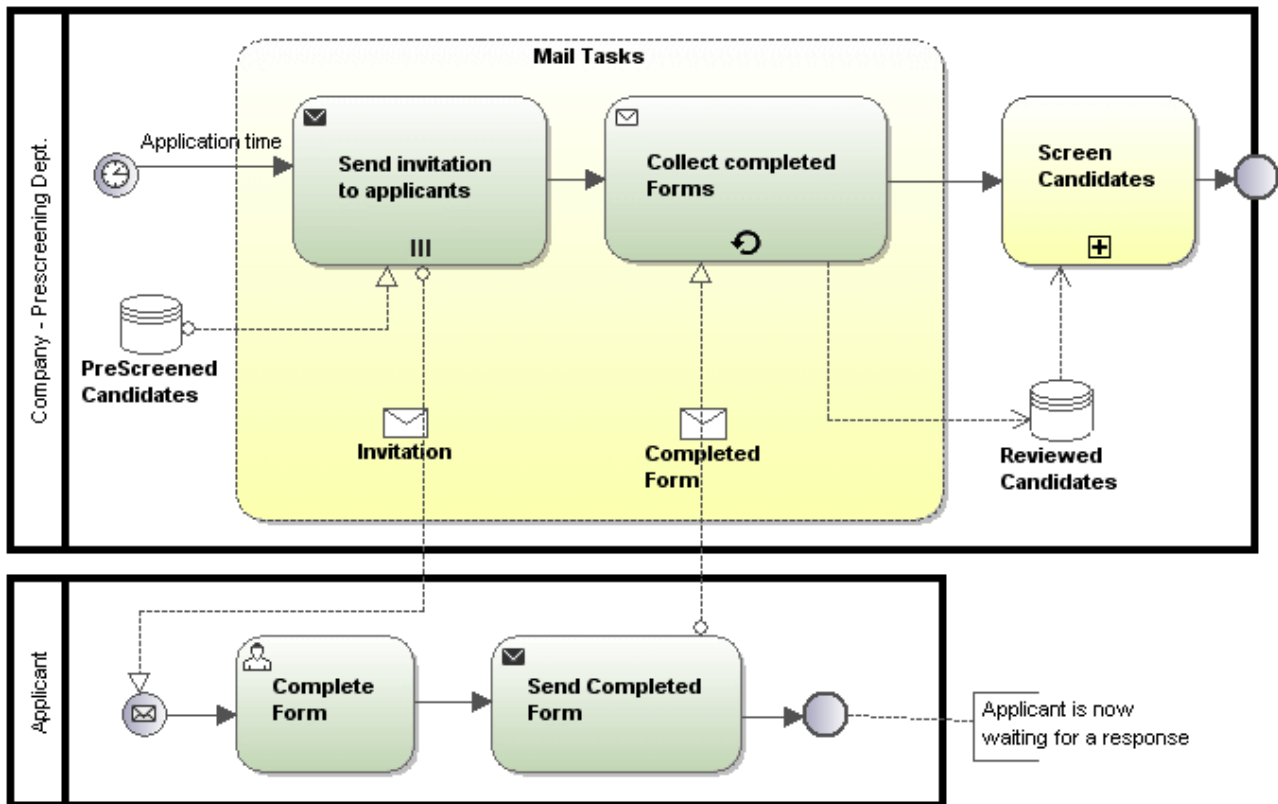 Company - Prescreening Dept.
Mail Tasks
Application time
Send invitation
to applicants
Collect completed
Forms
Screen
Candidates
PreScreened
Candidates
Invitation
Completed
Form
Reviewed
Candidates
Applicant
Complete
Form
Send Completed
Form
Applicant is now
waiting for a response